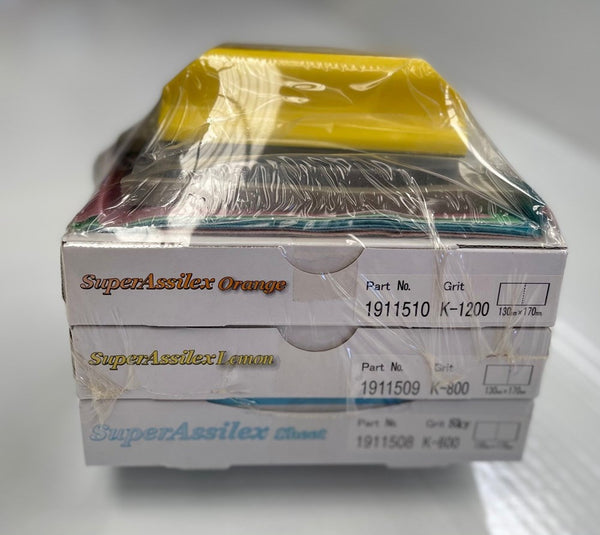 SuperAssilex Orange
Part No. Grit
1911510 K-1200
130mm×170mm
SuperAssilex Lemon
Part No. Grit
1911509 K-800
130mm×170mm
SuperAssilex Sheet
Part No. Grit Sky
1911508 K-600